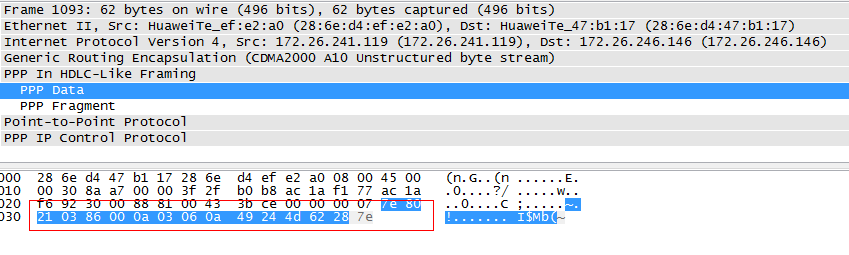 Frame 1093: 62 bytes on wire (496 bits), 62 bytes captured (496 bits)
Ethernet II, Src: HuaweiTe_ef:e2:a0 (28:6e:d4:ef:e2:a0), Dst: HuaweiTe_47:b1:17 (28:6e:d4:47:b1:17)
Internet Protocol Version 4, Src: 172.26.241.119 (172.26.241.119), Dst: 172.26.246.146 (172.26.246.146)
Generic Routing Encapsulation (CDMA2000 A10 Unstructured byte stream)
PPP In HDLC-Like Framing
PPP Data
PPP Fragment
Point-to-Point Protocol
PPP IP Control Protocol
000 28 6e d4 47 b1 17 28 6e d4 ef e2 a0 08 00 45 00 (n.G..(n ......E.
010 00 30 8a a7 00 00 3f 2f b0 b8 ac 1a f1 77 ac 1a .0....?/ .....w..
020 f6 92 30 00 88 81 00 43 3b ce 00 00 00 07 7e 80 ..0....C ;.....~.
030 21 03 86 00 0a 03 06 0a 49 24 4d 62 28 7e !....... I$Mb(~